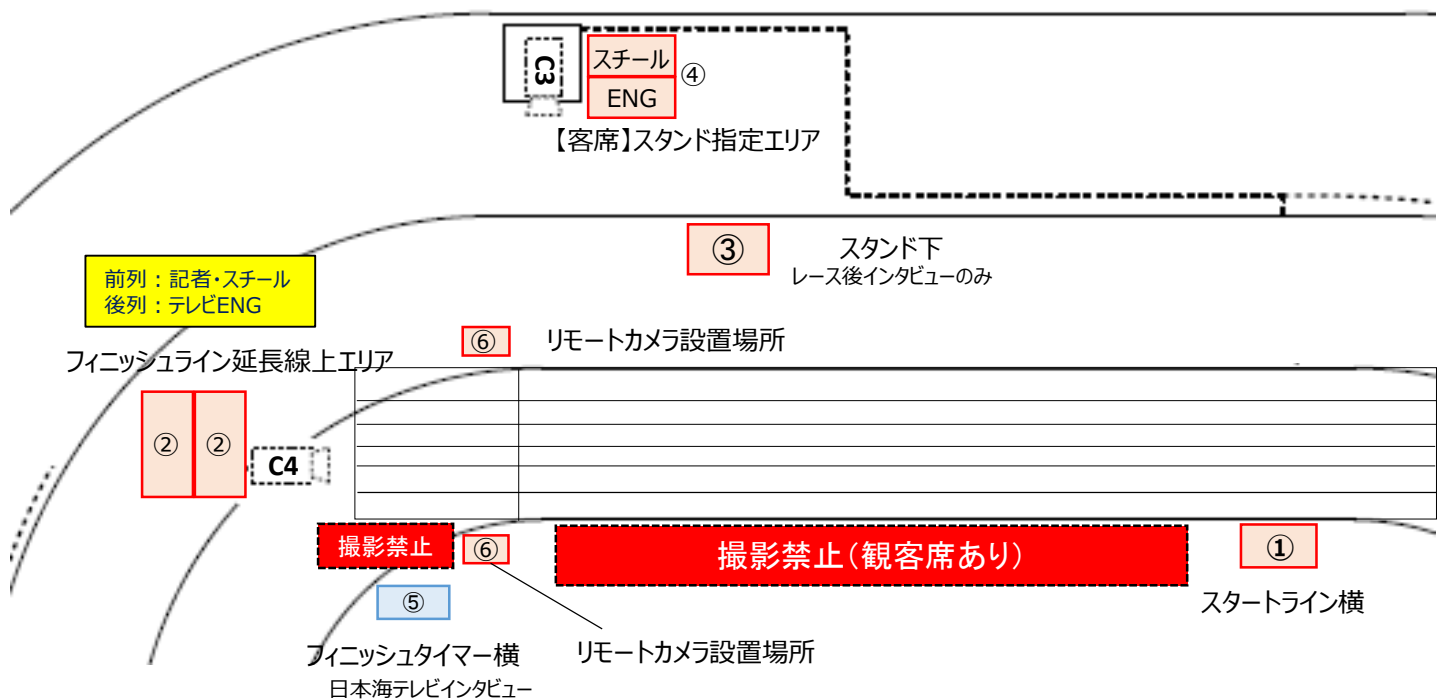 C3
スチール
④
ENG
【客席】スタンド指定エリア
③
スタンド下
レース後インタビューのみ
前列：記者・スチール
後列：テレビENG
⑥
リモートカメラ設置場所
フィニッシュライン延長線上エリア
②
②
C4
撮影禁止
⑥
撮影禁止（観客席あり）
①
⑤
スタートライン横
フィニッシュタイマー横
リモートカメラ設置場所
日本海テレビインタビュー